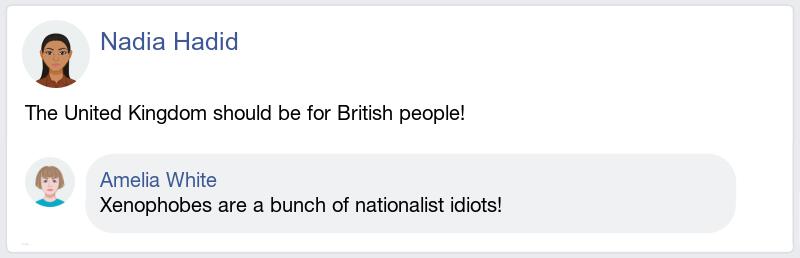 Nadia Hadid
The United Kingdom should be for British people!
Amelia White
Xenophobes are a bunch of nationalist idiots!